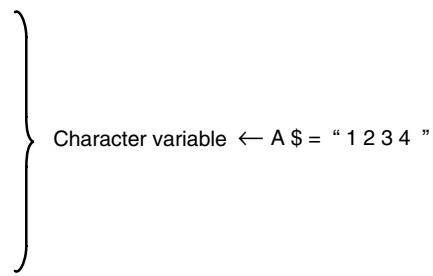 Character variable ← A $ = “ 1 2 3 4 ”